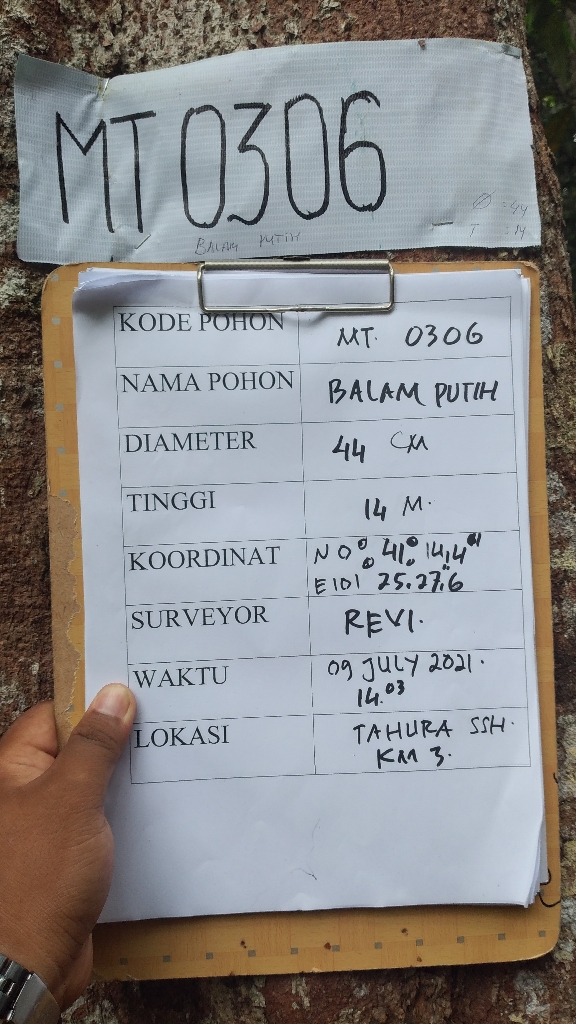 MT 0306
Ø : 44
T : 14
BALAM PUTIH
KODE POHON MT. 0306
NAMA POHON BALAM PUTIH
DIAMETER 44 CM
TINGGI 14 M.
KOORDINAT N 0° : 41° : 14,4"
E 101 25.27."6
SURVEYOR REVI.
WAKTU 09 JULY 2021.
14.03
LOKASI TAHURA SSH.
KM 3.